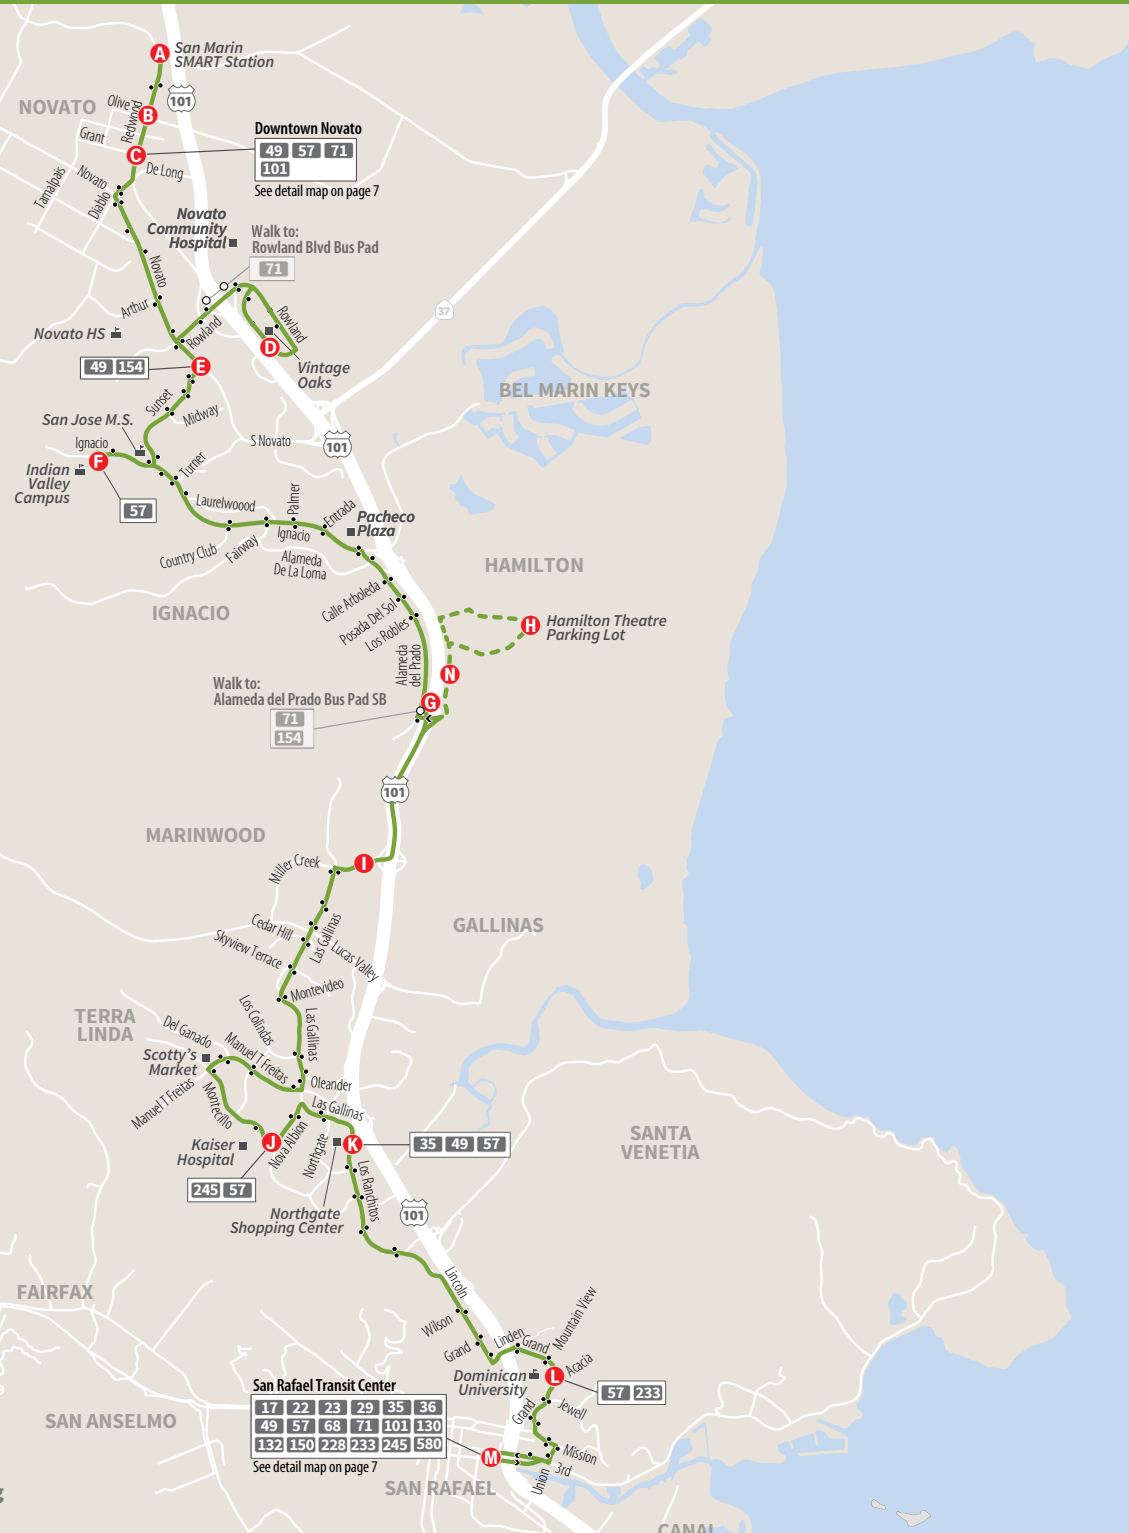 A
San Marin
SMART Station
101
NOVATO
Olive
B
Redwood
Grant
C
De Long
Downtown Novato
49 57 71
101
See detail map on page 7
Tamalpais
Novato
Diablo
Novato
Community
Hospital
Walk to:
Rowland Blvd Bus Pad
71
Novato
Arthur
Rowland
Rowland
37
Novato HS
D
Vintage
Oaks
49 154
E
BEL MARIN KEYS
Sunset
Midway
San Jose M.S.
S Novato
101
Ignacio
F
Turner
Indian
Valley
Campus
57
Laurelwoood
Palmer
Entrada
Pacheco
Plaza
Ignacio
Country Club
Fairway
Alameda
De La Loma
HAMILTON
Calle Arboleda
IGNACIO
Posada Del Sol
Los Robles
H
Hamilton Theatre
Parking Lot
Alameda
del Prado
N
Walk to:
Alameda del Prado Bus Pad SB
G
71
154
101
MARINWOOD
Miller Creek
I
Cedar Hill
Las Gallinas
GALLINAS
Skyview Terrace
Lucas Valley
Montevideo
Los Colindas
TERRA
LINDA
Del Ganado
Las Gallinas
Manuel T Freitas
Scotty's
Market
Oleander
Manuel T Freitas
Montecillo
Las Gallinas
SANTA
VENETIA
Kaiser
Hospital
J
Nova Albion
Northgate
K
35 49 57
Los Ranchitos
245 57
Northgate
Shopping Center
101
FAIRFAX
Lincoln
Wilson
Grand
Linden
Grand
Mountain View
Acacia
Dominican
University
L
57 233
San Rafael Transit Center
17 22 23 29 35 36
49 57 68 71 101 130
132 150 228 233 245 580
See detail map on page 7
SAN ANSELMO
Grand
Jewell
M
Mission
3rd
Union
SAN RAFAEL
CANAL